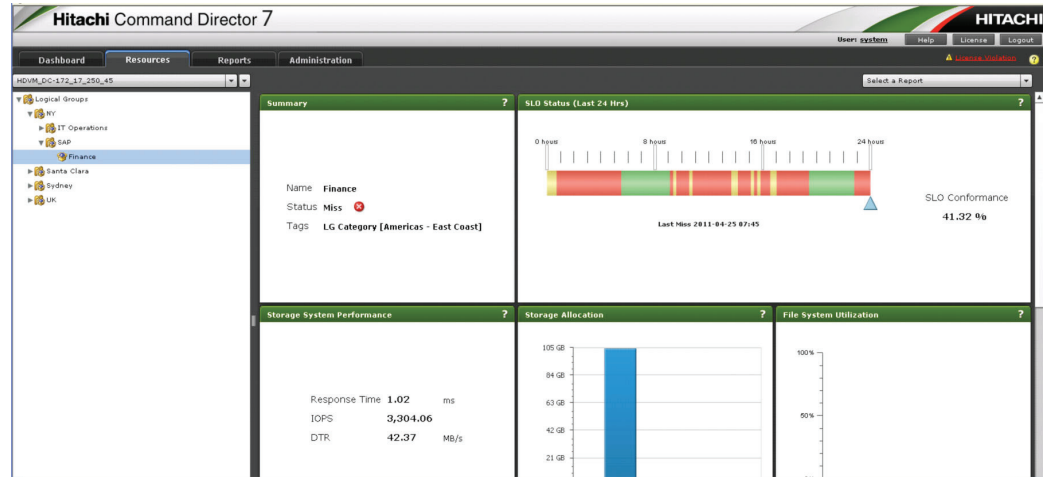 Hitachi Command Director 7
HITACHI
User: system Help License Logout
Dashboard Resources Reports Administration
License Violation ?
HDVM_DC-172_17_250_45
Select a Report
Logical Groups
NY
IT Operations
SAP
Finance
Santa Clara
Sydney
UK
Summary ?
Name Finance
Status Miss
Tags LG Category [Americas - East Coast]
SLO Status (Last 24 Hrs) ?
0 hours 8 hours 16 hours 24 hours
SLO Conformance
41.32 %
Last Miss 2011-04-25 07:45
Storage System Performance ?
Response Time 1.02 ms
IOPS 3,304.06
DTR 42.37 MB/s
Storage Allocation ?
105 GB
84 GB
63 GB
42 GB
21 GB
File System Utilization ?
100%
50%